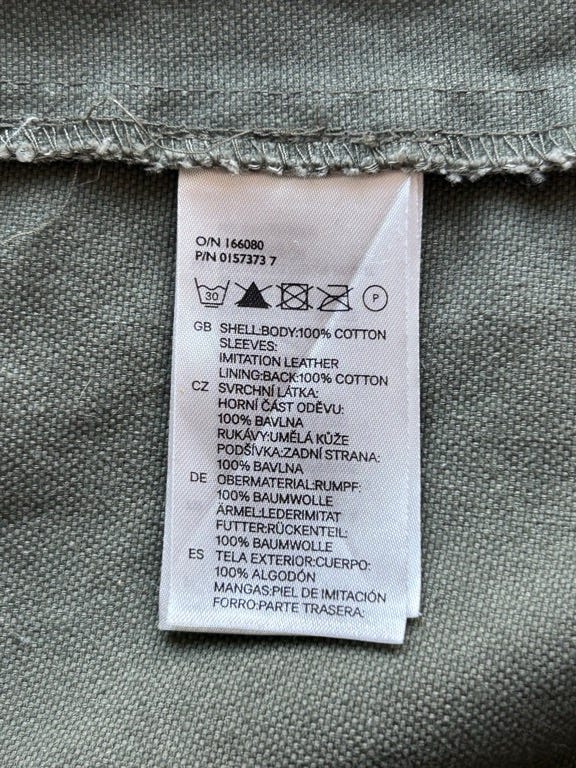 O/N 166080
P/N 0157373 7
30 P
GB SHELL:BODY:100% COTTON
SLEEVES:
IMITATION LEATHER
LINING:BACK:100% COTTON
CZ SVRCHNÍ LÁTKA:
HORNÍ ČÁST ODĚVU:
100% BAVLNA
RUKÁVY:UMĚLÁ KŮŽE
PODŠÍVKA:ZADNÍ STRANA:
100% BAVLNA
DE OBERMATERIAL:RUMPF:
100% BAUMWOLLE
ÄRMEL:LEDERIMITAT
FUTTER:RÜCKENTEIL:
100% BAUMWOLLE
ES TELA EXTERIOR:CUERPO:
100% ALGODÓN
MANGAS:PIEL DE IMITACIÓN
FORRO:PARTE TRASERA: